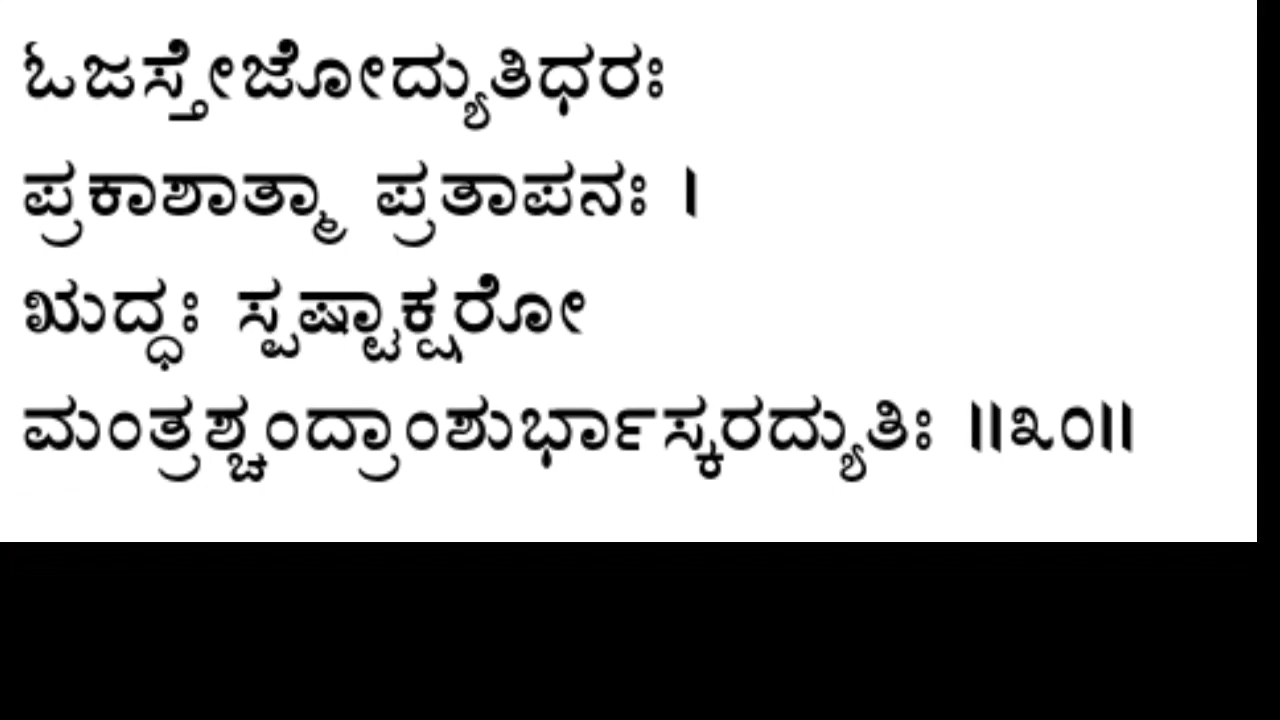 ಓಜಸ್ತೇಜೋದ್ಯುತಿಧರಃ
ಪ್ರಕಾಶಾತ್ಮಾ ಪ್ರತಾಪನಃ ।
ಋದ್ಧಃ ಸ್ಪಷ್ಟಾಕ್ಷರೋ
ಮಂತ್ರಶ್ಚಂದ್ರಾಂಶುರ್ಭಾಸ್ಕರದ್ಯುತಿಃ ॥೩೦॥